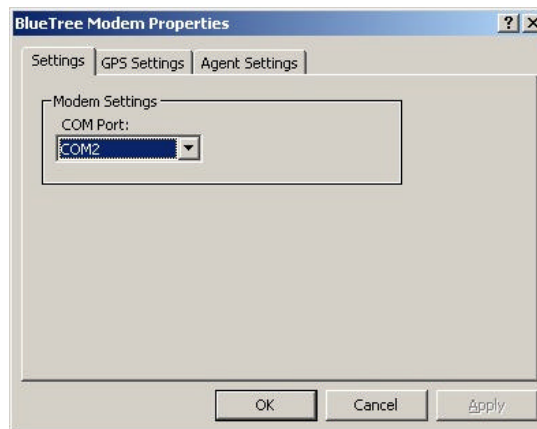 BlueTree Modem Properties
Settings GPS Settings Agent Settings
Modem Settings
COM Port:
COM2
OK Cancel Apply